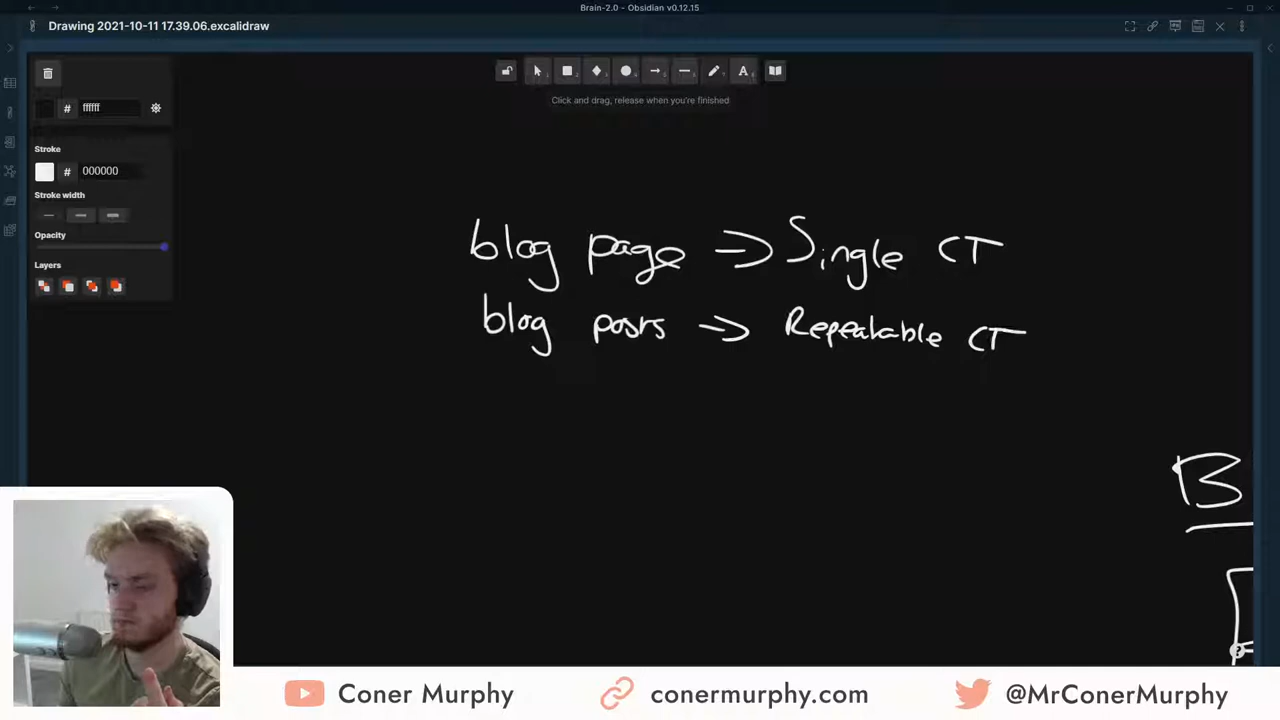 Brain-2.0 - Obsidian v0.12.15
Drawing 2021-10-11 17.39.06.excalidraw
Click and drag, release when you're finished
# ffffff
Stroke
# 000000
Stroke width
Opacity
Layers
blog page => Single CT
blog posts => Repeatable CT
B
Coner Murphy
conermurphy.com
@MrConerMurphy